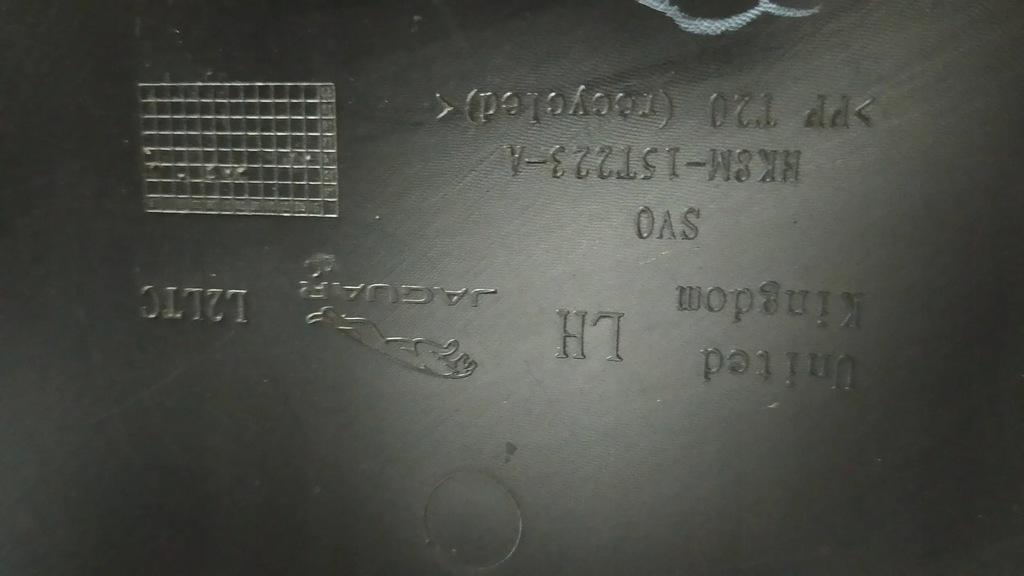 United
Kingdom
LH
JAGUAR
L2LTC
SVO
HK8M-15T223-A
>PP T20 (recycled)<